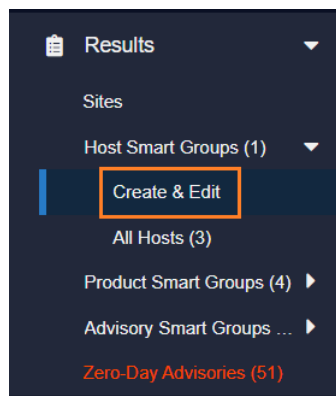 Results
Sites
Host Smart Groups (1)
Create & Edit
All Hosts (3)
Product Smart Groups (4)
Advisory Smart Groups ...
Zero-Day Advisories (51)